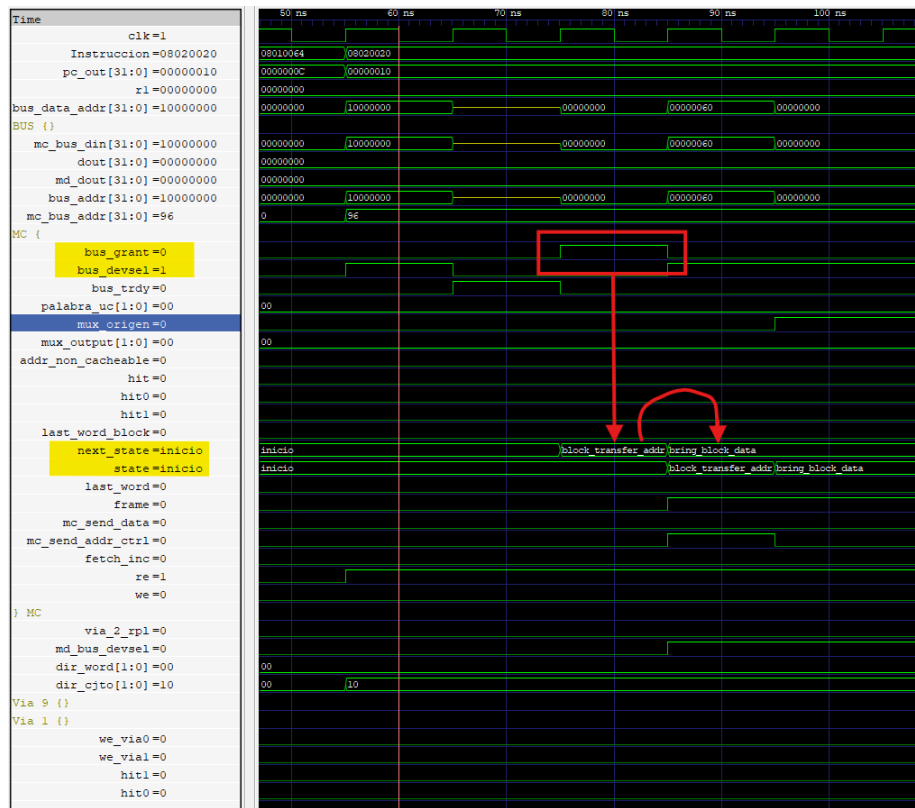 Time
50 ns 60 ns 70 ns 80 ns 90 ns 100 ns
clk=1
Instruccion=08020020 08010064 08020020
pc_out[31:0]=00000010 0000000C 00000010
rl=00000000 00000000
bus_data_addr[31:0]=10000000 00000000 10000000 00000000 00000060 00000000
BUS {}
mc_bus_din[31:0]=10000000 00000000 10000000 00000000 00000060 00000000
dout[31:0]=00000000 00000000
md_dout[31:0]=00000000 00000000
bus_addr[31:0]=10000000 00000000 10000000 00000000 00000060 00000000
mc_bus_addr[31:0]=96 0 96
MC {
bus_grant=0
bus_devsel=1
bus_trdy=0
palabra_uc[1:0]=00 00
mux_origen=0
mux_output[1:0]=00 00
addr_non_cacheable=0
hit=0
hit0=0
hit1=0
last_word_block=0
next_state=inicio inicio block_transfer_addr bring_block_data
state=inicio inicio block_transfer_addr bring_block_data
last_word=0
frame=0
mc_send_data=0
mc_send_addr_ctrl=0
fetch_inc=0
re=1
we=0
} MC
via_2_rpl=0
md_bus_devsel=0
dir_word[1:0]=00 00
dir_cjto[1:0]=10 00 10
Via 9 {}
Via 1 {}
we_via0=0
we_via1=0
hit1=0
hit0=0